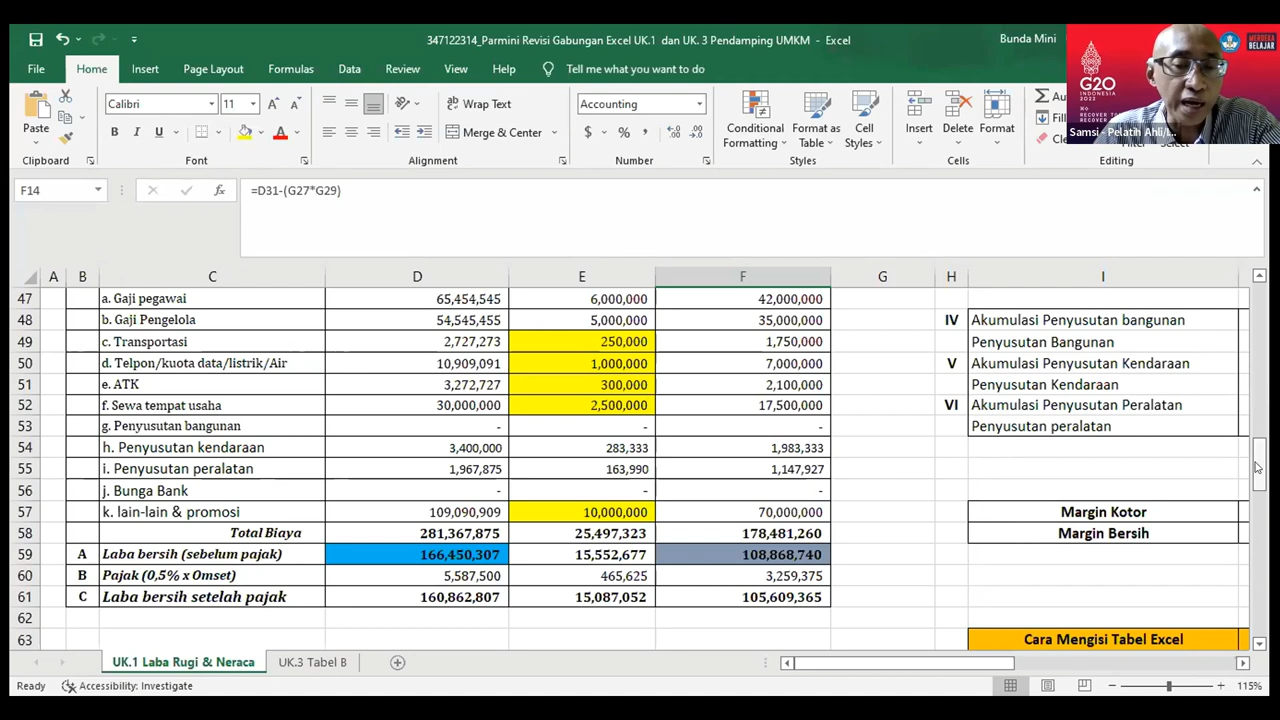 347122314_Parmini Revisi Gabungan Excel UK.1 dan UK. 3 Pendamping UMKM - Excel
Bunda Mini
File Home Insert Page Layout Formulas Data Review View Help Tell me what you want to do
G20
INDONESIA
2022
RECOVER TOGETHER
MERDEKA
BELAJAR
Samsi - Pelatih Ahli/I...
Paste
Calibri 11
B I U
Wrap Text
Merge & Center
Accounting
$ % ,
Conditional Formatting
Format as Table
Cell Styles
Insert Delete Format
Clipboard Font Alignment Number Styles Cells Editing
F14 fx =D31-(G27*G29)
A B C D E F G H I
47 a. Gaji pegawai 65,454,545 6,000,000 42,000,000
48 b. Gaji Pengelola 54,545,455 5,000,000 35,000,000 IV Akumulasi Penyusutan bangunan
49 c. Transportasi 2,727,273 250,000 1,750,000 Penyusutan Bangunan
50 d. Telpon/kuota data/listrik/Air 10,909,091 1,000,000 7,000,000 V Akumulasi Penyusutan Kendaraan
51 e. ATK 3,272,727 300,000 2,100,000 Penyusutan Kendaraan
52 f. Sewa tempat usaha 30,000,000 2,500,000 17,500,000 VI Akumulasi Penyusutan Peralatan
53 g. Penyusutan bangunan - - - Penyusutan peralatan
54 h. Penyusutan kendaraan 3,400,000 283,333 1,983,333
55 i. Penyusutan peralatan 1,967,875 163,990 1,147,927
56 j. Bunga Bank - - -
57 k. lain-lain & promosi 109,090,909 10,000,000 70,000,000 Margin Kotor
58 Total Biaya 281,367,875 25,497,323 178,481,260 Margin Bersih
59 A Laba bersih (sebelum pajak) 166,450,307 15,552,677 108,868,740
60 B Pajak (0,5% x Omset) 5,587,500 465,625 3,259,375
61 C Laba bersih setelah pajak 160,862,807 15,087,052 105,609,365
62
63 Cara Mengisi Tabel Excel
UK.1 Laba Rugi & Neraca UK.3 Tabel B
Ready Accessibility: Investigate 115%